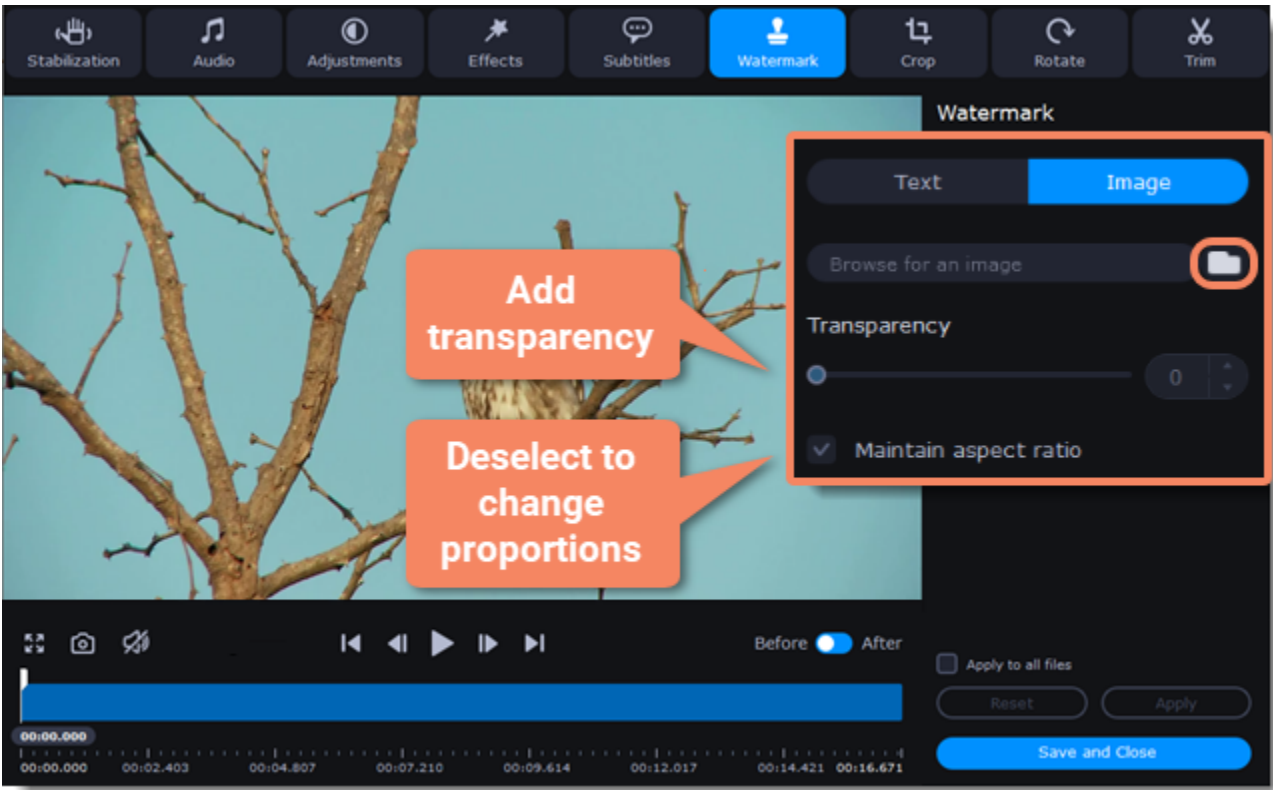 Stabilization
Audio
Adjustments
Effects
Subtitles
Watermark
Crop
Rotate
Trim
Watermark
Text
Image
Browse for an image
Add
transparency
Transparency
0
Deselect to
change
proportions
Maintain aspect ratio
Before
After
Apply to all files
Reset
Apply
00:00.000
00:00.000
00:02.403
00:04.807
00:07.210
00:09.614
00:12.017
00:14.421
00:16.671
Save and Close